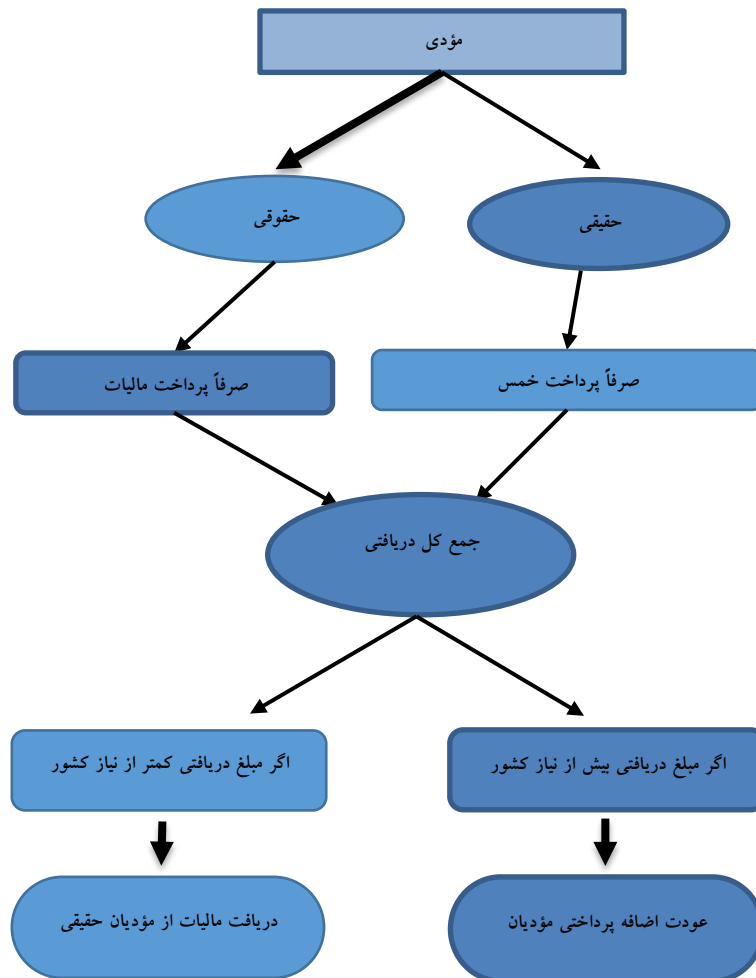 مؤدی
حقیقی
حقوقی
صرفاً پرداخت خمس
صرفاً پرداخت مالیات
جمع کل دریافتی
اگر مبلغ دریافتی بیش از نیاز کشور
اگر مبلغ دریافتی کمتر از نیاز کشور
عودت اضافه پرداختی مؤدیان
دریافت مالیات از مؤدیان حقیقی